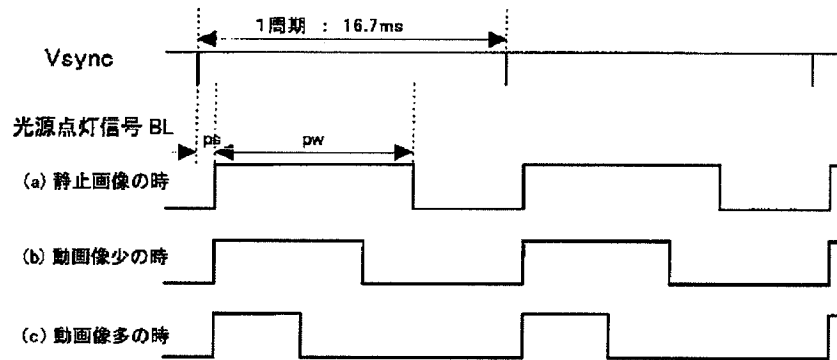 1周期 : 16.7ms
Vsync
光源点灯信号 BL
ps
pw
(a) 静止画像の時
(b) 動画像少の時
(c) 動画像多の時